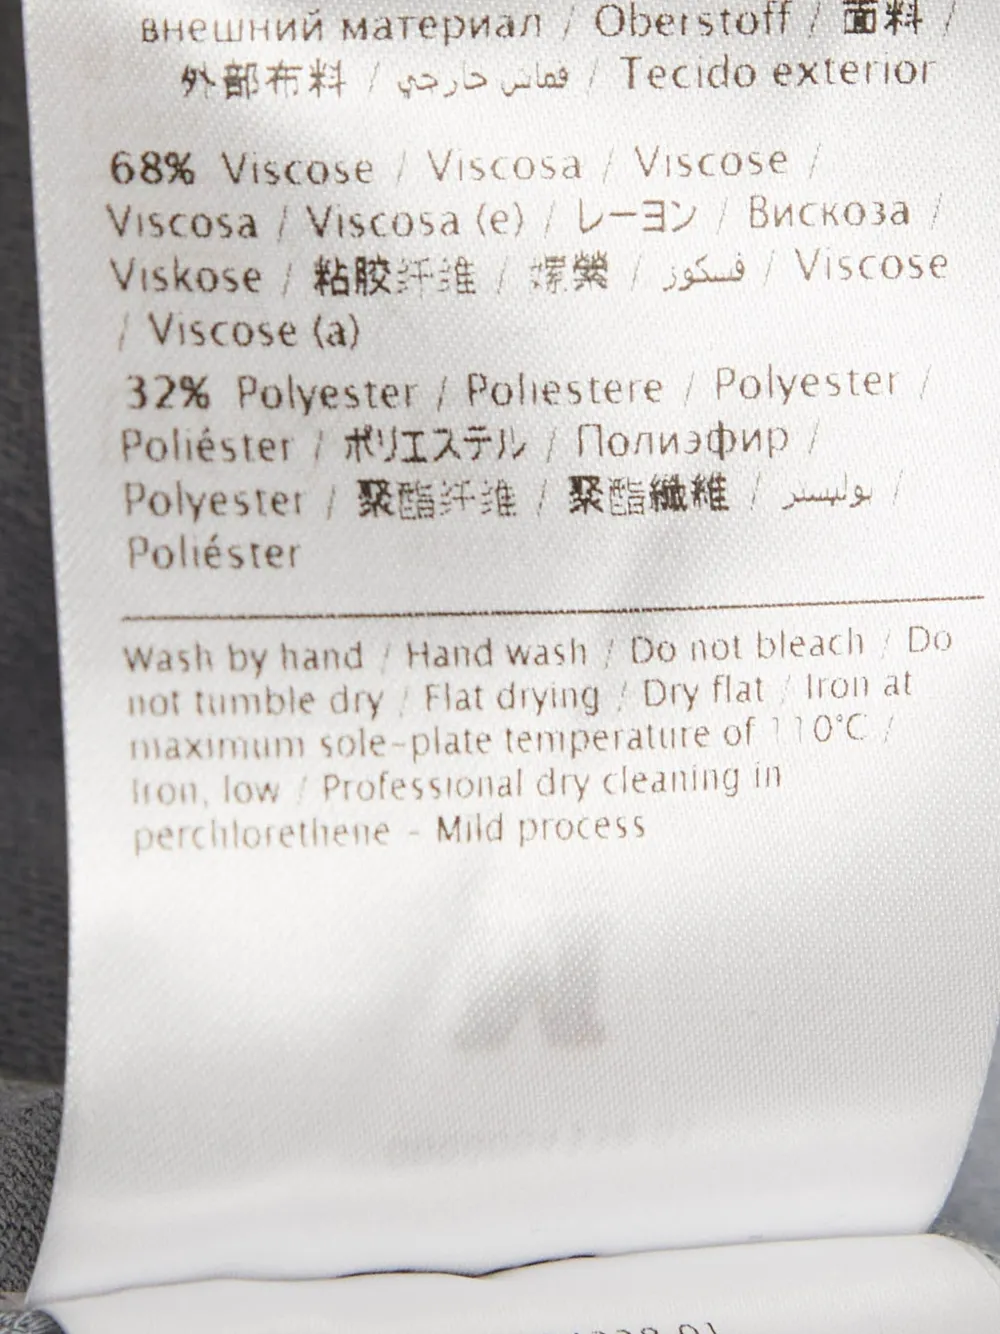 внешний материал / Oberstoff / 面料 /
外部布料 / قماش خارجي / Tecido exterior
68% Viscose / Viscosa / Viscose /
Viscosa / Viscosa (e) / レーヨン / Вискоза /
Viskose / 粘胶纤维 / 嫘縈 / فسكوز / Viscose
/ Viscose (a)
32% Polyester / Poliestere / Polyester /
Poliéster / ポリエステル / Полиэфир /
Polyester / 聚酯纤维 / 聚酯纖維 / بوليستر /
Poliéster
Wash by hand / Hand wash / Do not bleach / Do
not tumble dry / Flat drying / Dry flat / Iron at
maximum sole-plate temperature of 110°C /
Iron, low / Professional dry cleaning in
perchlorethene - Mild process